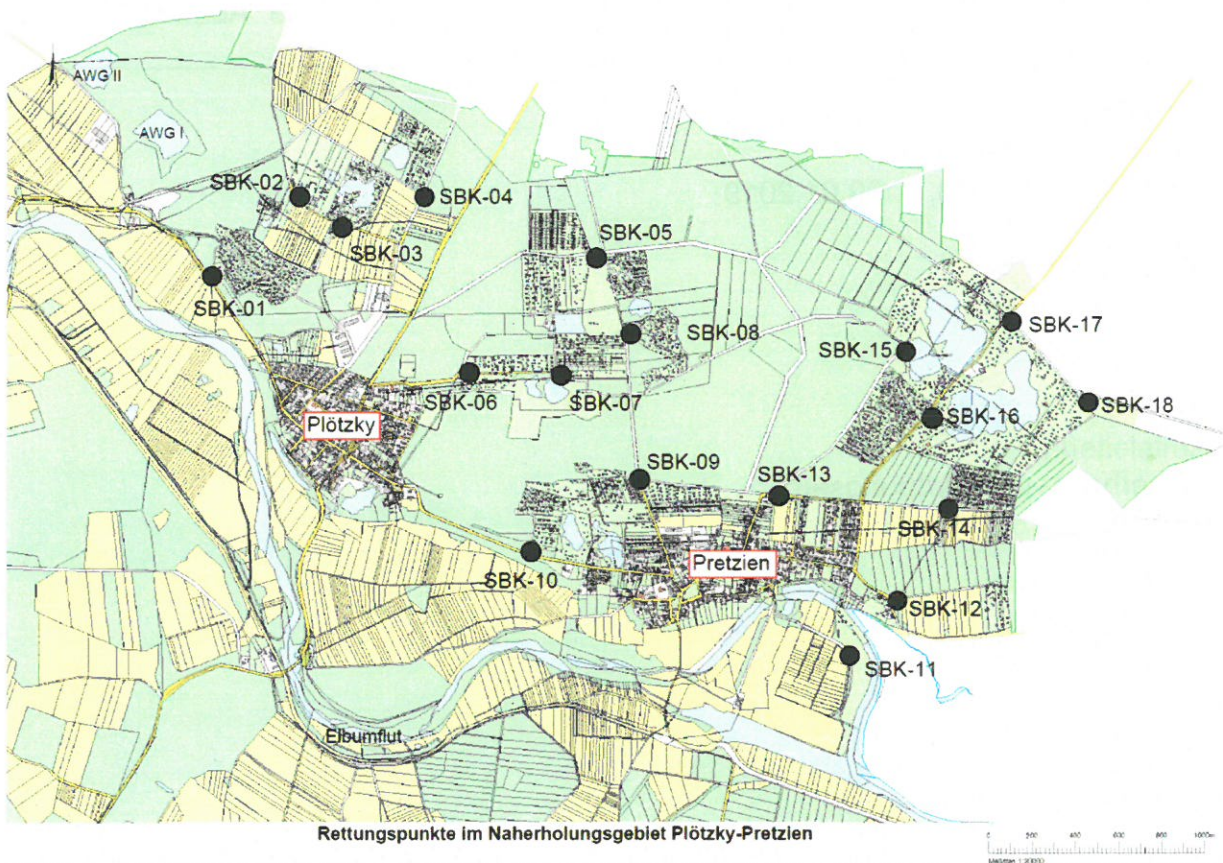 AWG II
AWG I
SBK-02
SBK-04
SBK-03
SBK-05
SBK-01
SBK-08
SBK-17
SBK-15
SBK-06
SBK-07
SBK-18
SBK-16
Plötzky
SBK-09
SBK-13
SBK-14
SBK-10
Pretzien
SBK-12
SBK-11
Elbumflut
Rettungspunkte im Naherholungsgebiet Plötzky-Pretzien
0 200 400 600 800 1000m